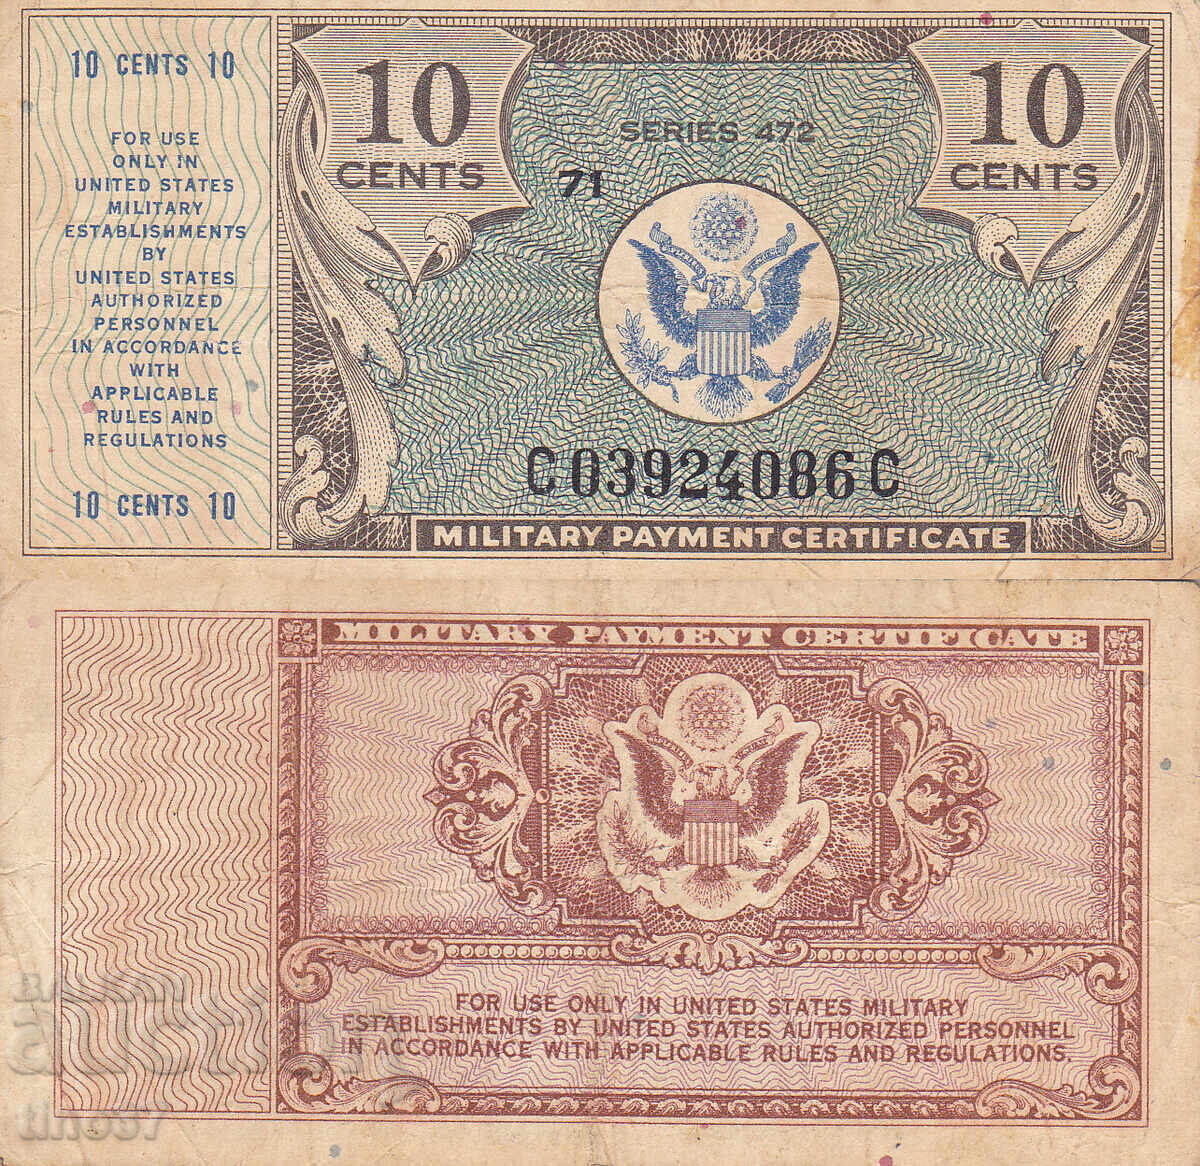 10 CENTS 10
FOR USE
ONLY IN
UNITED STATES
MILITARY
ESTABLISHMENTS
BY
UNITED STATES
AUTHORIZED
PERSONNEL
IN ACCORDANCE
WITH
APPLICABLE
RULES AND
REGULATIONS
10 CENTS 10
10
CENTS
SERIES 472
71
10
CENTS
C03924086C
MILITARY PAYMENT CERTIFICATE
MILITARY PAYMENT CERTIFICATE
FOR USE ONLY IN UNITED STATES MILITARY
ESTABLISHMENTS BY UNITED STATES AUTHORIZED PERSONNEL
IN ACCORDANCE WITH APPLICABLE RULES AND REGULATIONS.
BALKAN
auction
tino37